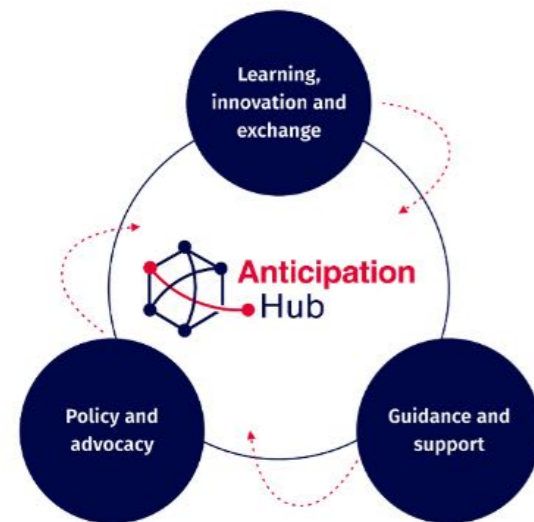 Learning,
innovation and
exchange
Anticipation
Hub
Policy and
advocacy
Guidance and
support